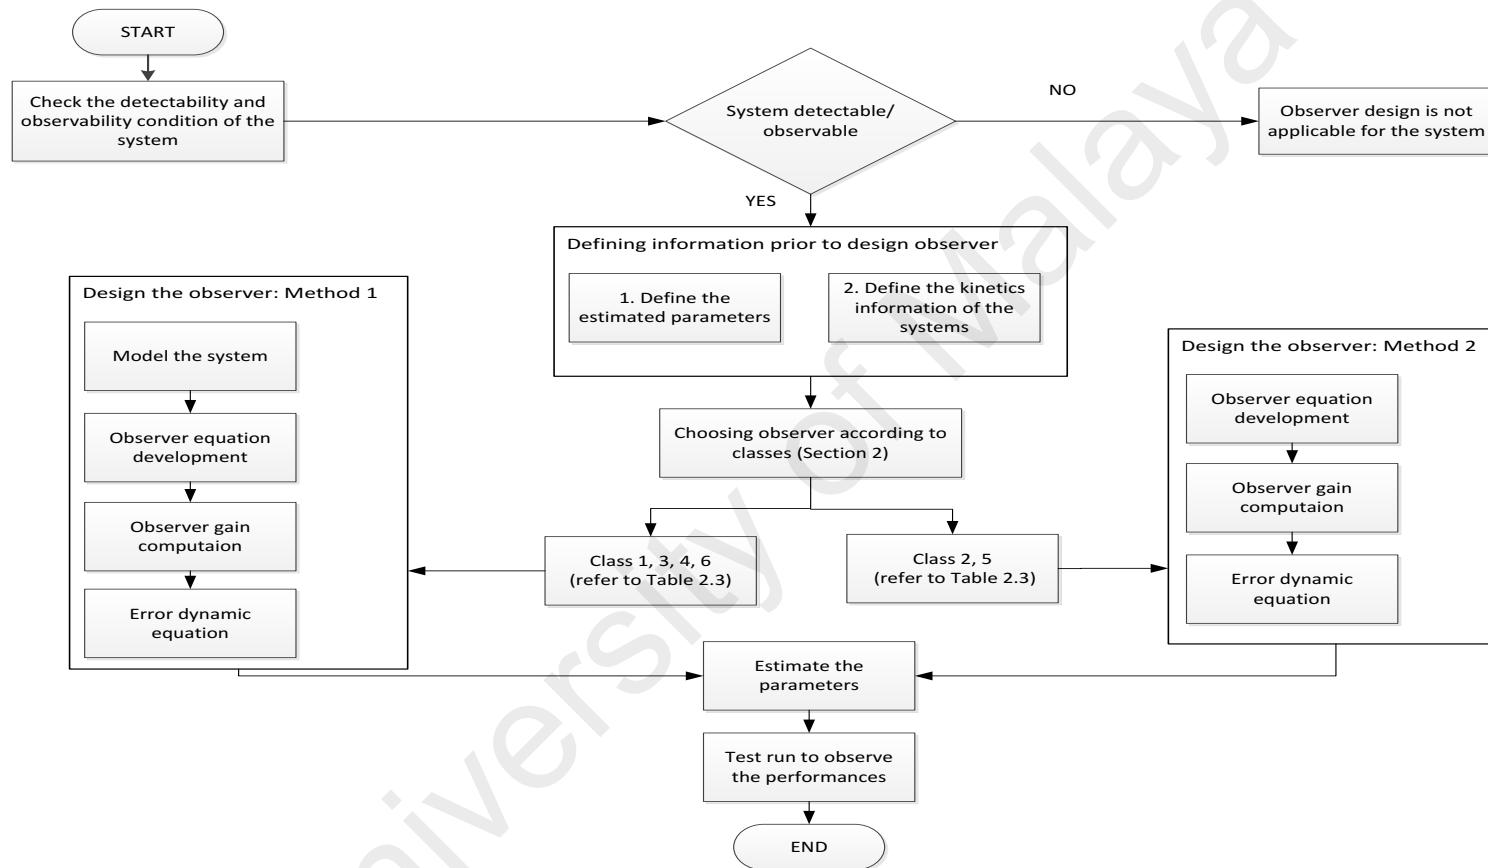 START
Check the detectability and
observability condition of the
system
System detectable/
observable
NO
Observer design is not
applicable for the system
YES
Defining information prior to design observer
1. Define the
estimated parameters
2. Define the kinetics
information of the
systems
Design the observer: Method 1
Model the system
Observer equation
development
Observer gain
computaion
Error dynamic
equation
Choosing observer according to
classes (Section 2)
Class 1, 3, 4, 6
(refer to Table 2.3)
Class 2, 5
(refer to Table 2.3)
Design the observer: Method 2
Observer equation
development
Observer gain
computaion
Error dynamic
equation
Estimate the
parameters
Test run to observe
the performances
END
iversity of Malaya